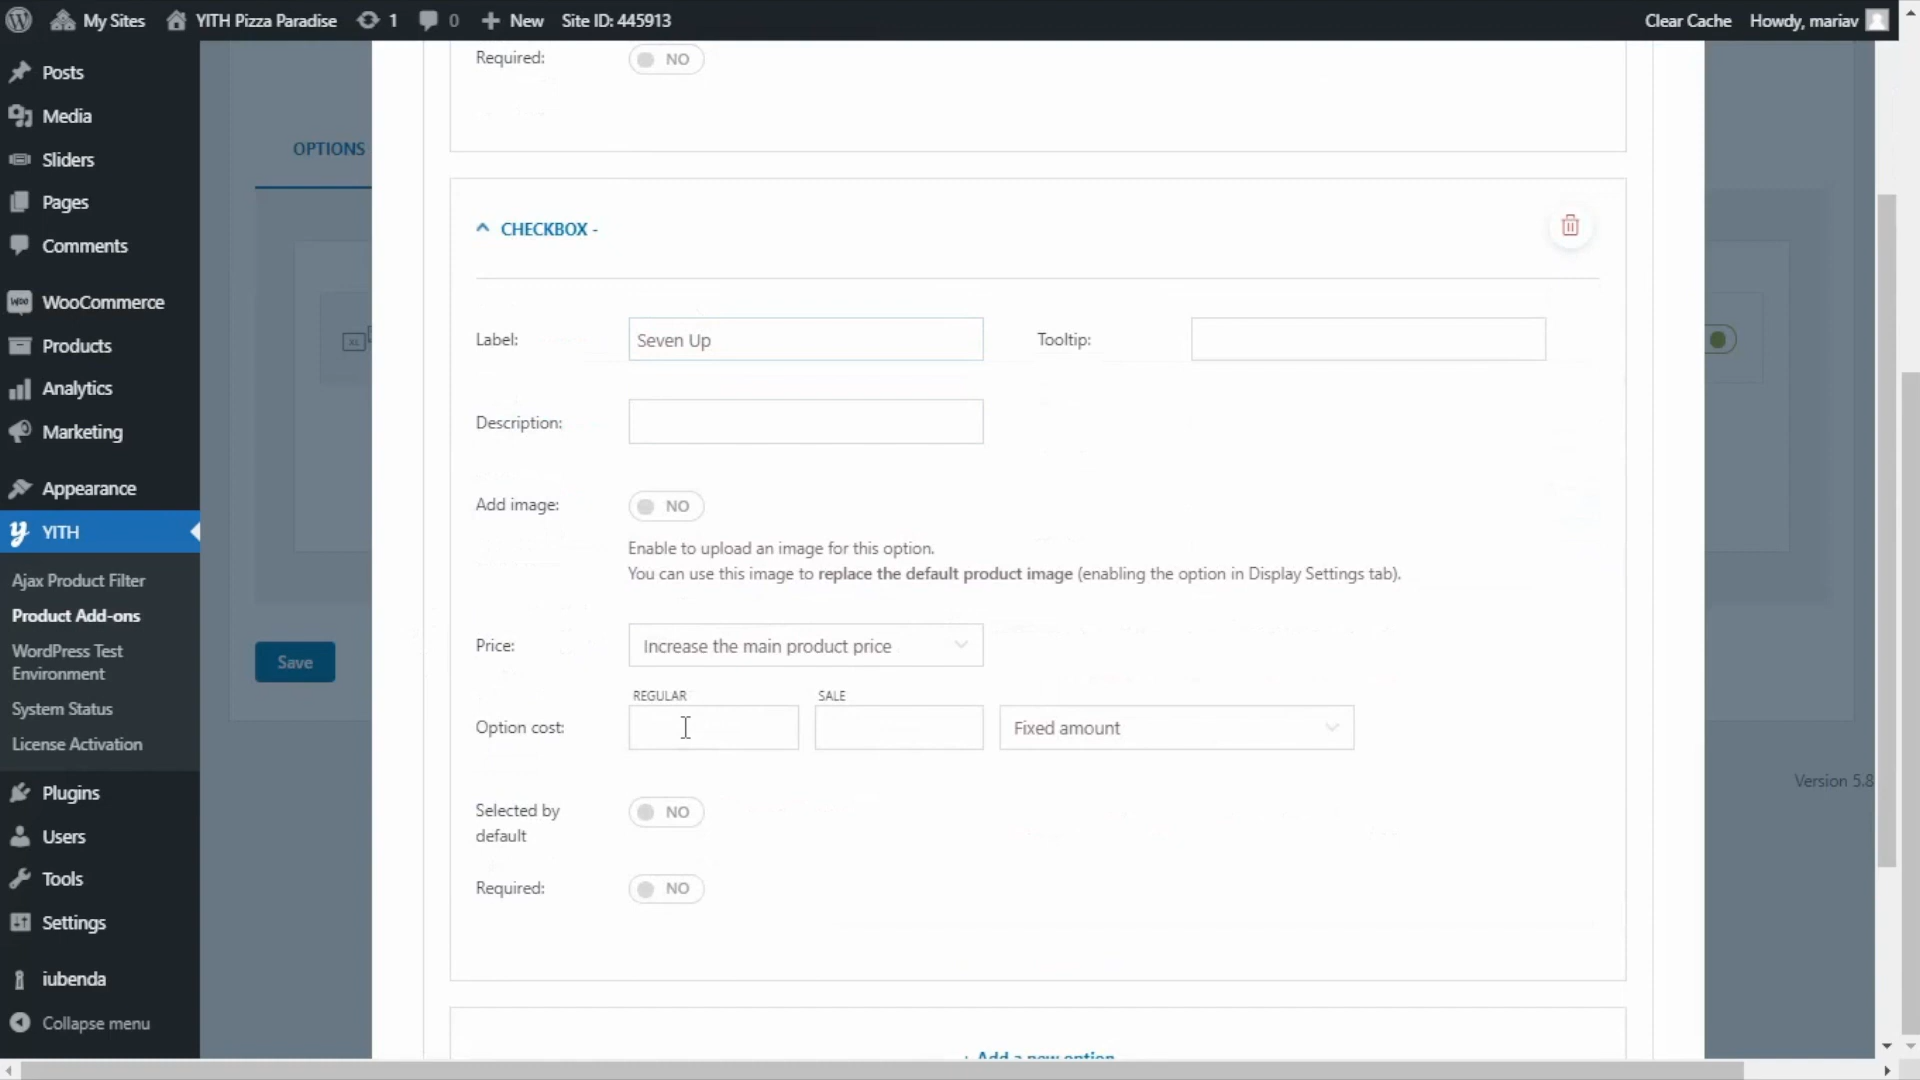 My Sites
YITH Pizza Paradise
1
0
New
Site ID: 445913
Clear Cache
Howdy, mariav
Posts
Media
Sliders
Pages
Comments
WooCommerce
Products
Analytics
Marketing
Appearance
YITH
Ajax Product Filter
Product Add-ons
WordPress Test
Environment
System Status
License Activation
Plugins
Users
Tools
Settings
iubenda
Collapse menu
OPTIONS
XL
Save
Required:
NO
CHECKBOX -
Label:
Seven Up
Tooltip:
Description:
Add image:
NO
Enable to upload an image for this option.
You can use this image to replace the default product image (enabling the option in Display Settings tab).
Price:
Increase the main product price
REGULAR
SALE
Option cost:
Fixed amount
Selected by
default
NO
Required:
NO
+ Add a new option
Version 5.8